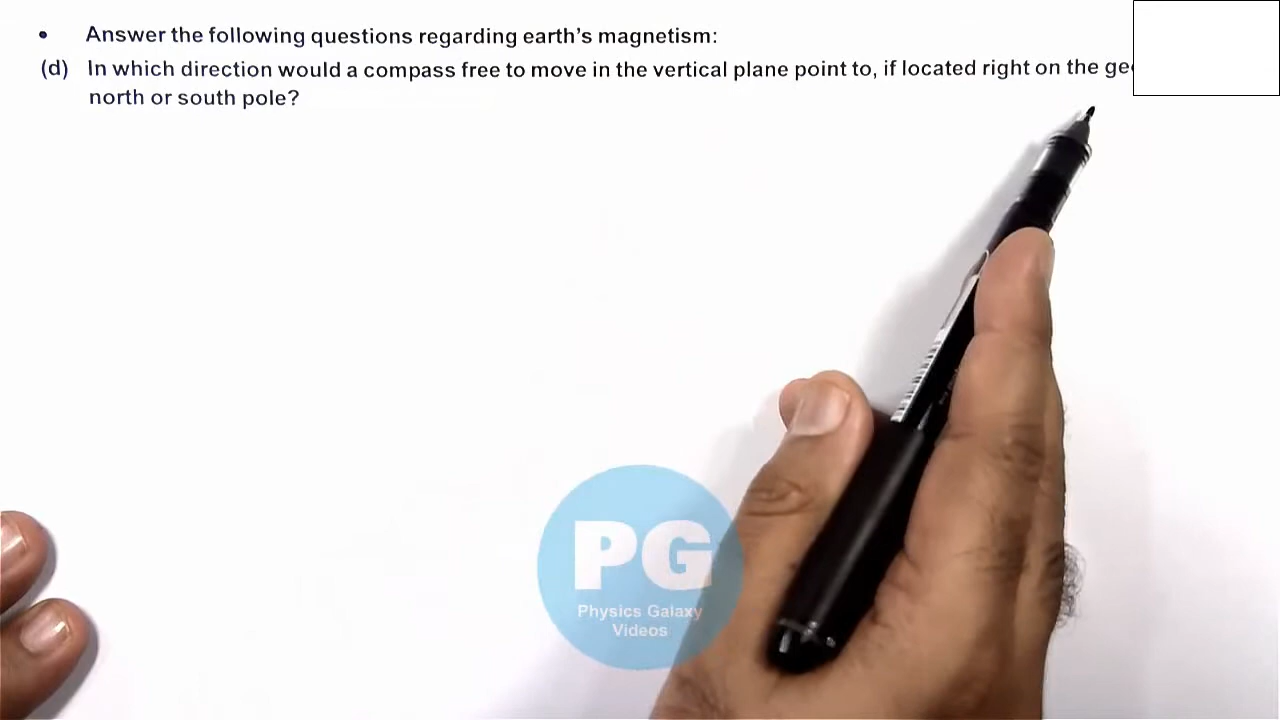 • Answer the following questions regarding earth's magnetism:
(d) In which direction would a compass free to move in the vertical plane point to, if located right on the
north or south pole?
PG
Physics Galaxy
Videos